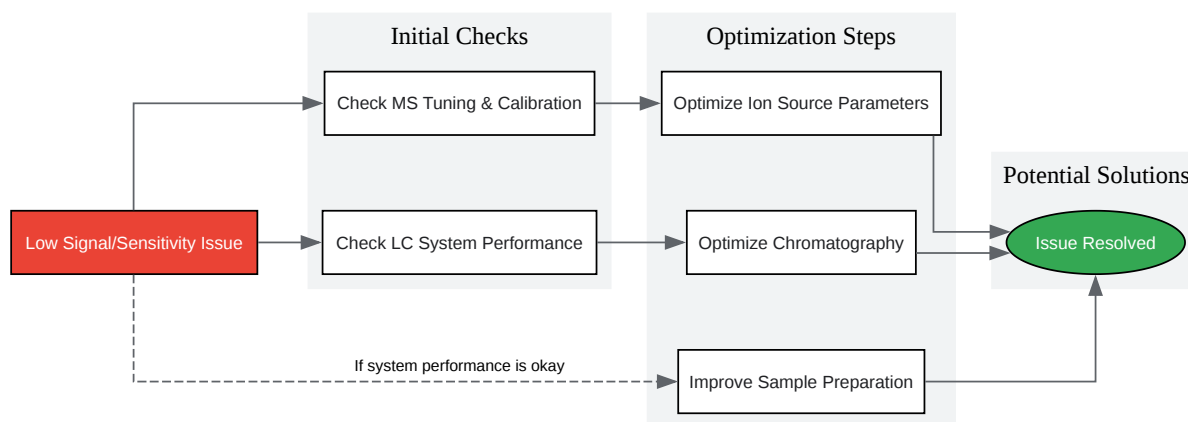 Initial Checks
Optimization Steps
Check MS Tuning & Calibration
Optimize Ion Source Parameters
Potential Solutions
Low Signal/Sensitivity Issue
Check LC System Performance
Optimize Chromatography
Issue Resolved
If system performance is okay
Improve Sample Preparation